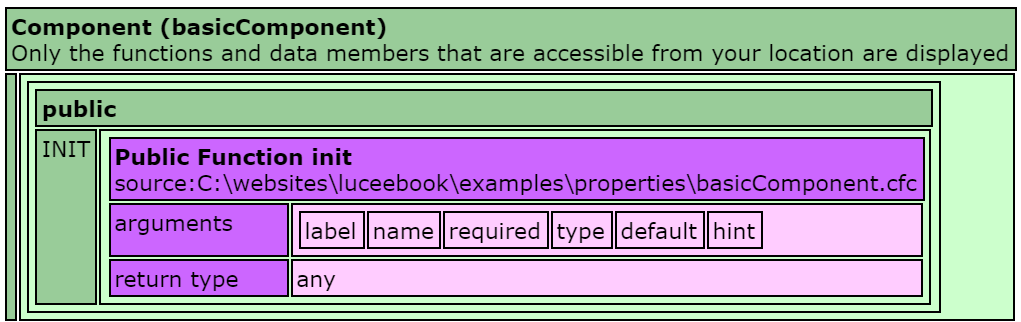 Component (basicComponent)
Only the functions and data members that are accessible from your location are displayed
public
INIT
Public Function init
source:C:\websites\luceebook\examples\properties\basicComponent.cfc
arguments
label name required type default hint
return type
any